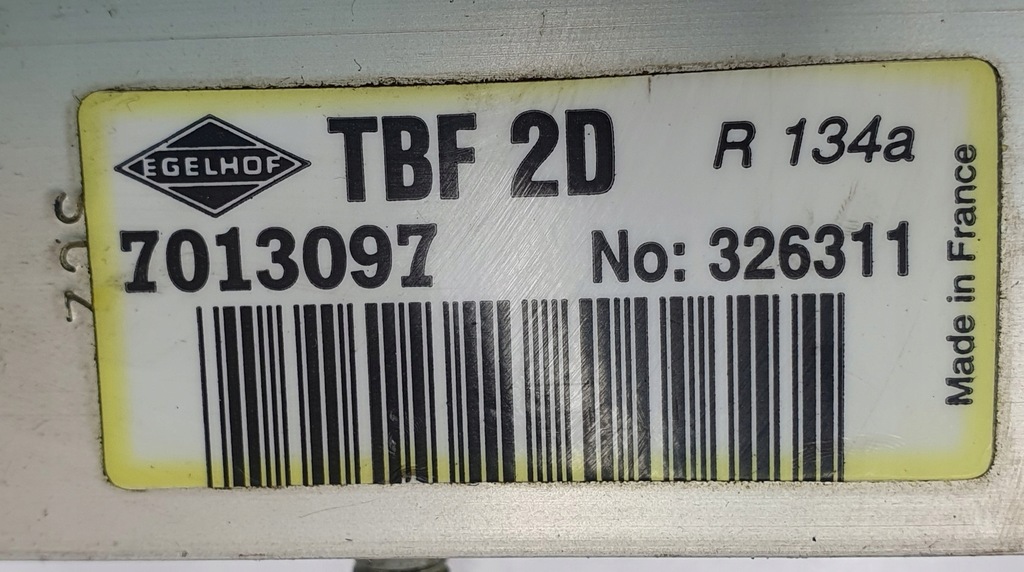 EGELHOF
TBF 2D
R 134a
7013097
No: 326311
Made in France